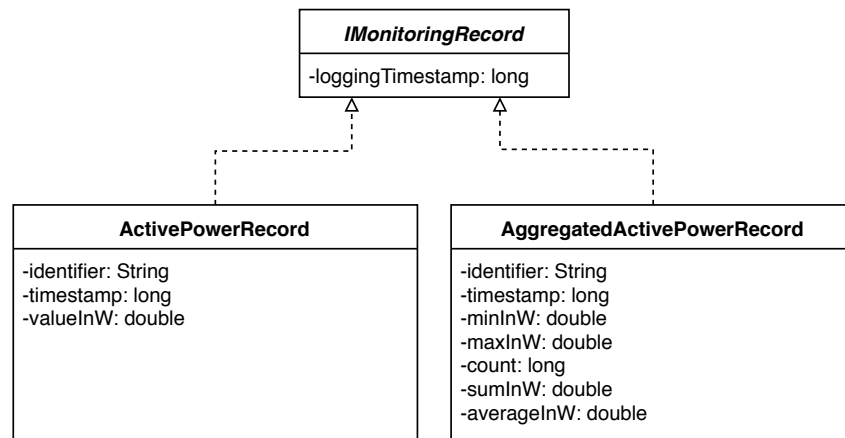 IMonitoringRecord
-loggingTimestamp: long
ActivePowerRecord
-identifier: String
-timestamp: long
-valueInW: double
AggregatedActivePowerRecord
-identifier: String
-timestamp: long
-minInW: double
-maxInW: double
-count: long
-sumInW: double
-averageInW: double